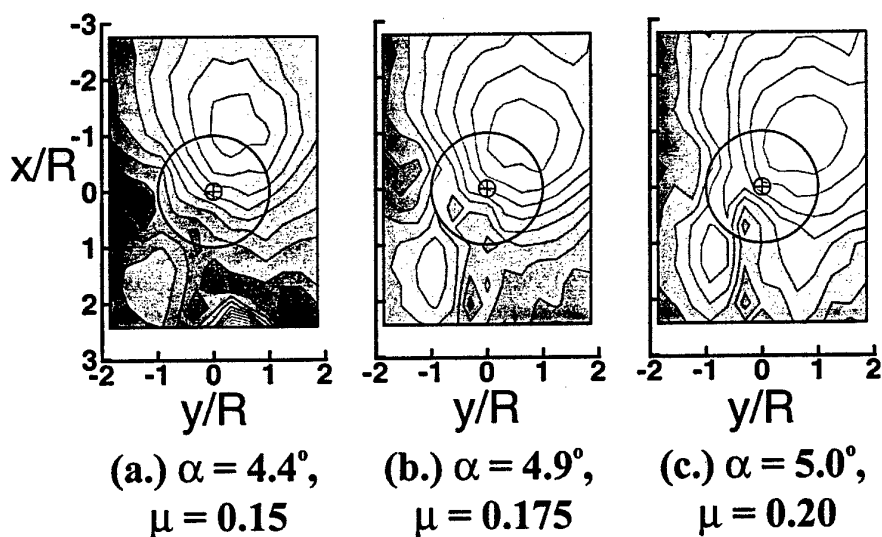 x/R
-3
-2
-1
0
1
2
3
-2 -1 0 1 2
-2 -1 0 1 2
-2 -1 0 1 2
y/R
y/R
y/R
(a.) α = 4.4°,
μ = 0.15
(b.) α = 4.9°,
μ = 0.175
(c.) α = 5.0°,
μ = 0.20